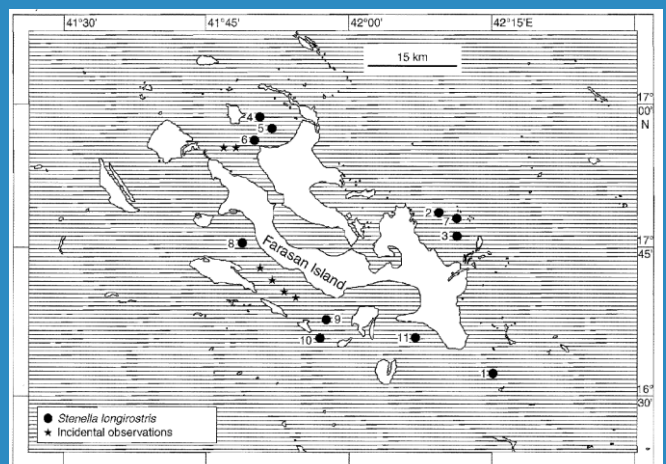 41°30' 41°45' 42°00' 42°15'E
15 km
17°
00'
N
4
5
6
2
7
3
17°
45'
8
Farasan Island
9
10
11
1
16°
30'
Stenella longirostris
Incidental observations